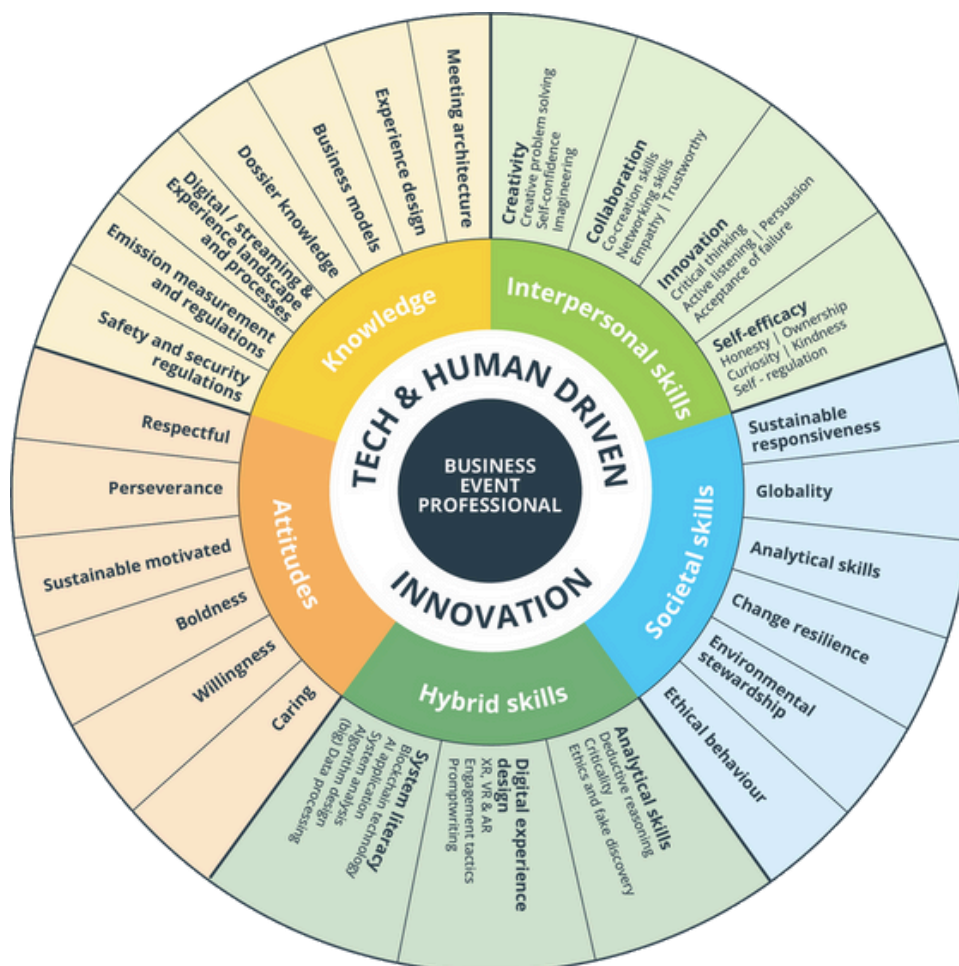 BUSINESS
EVENT
PROFESSIONAL
TECH & HUMAN DRIVEN
INNOVATION
Interpersonal skills
Creativity
Creative problem solving
Self-confidence
Imagineering
Collaboration
Co-creation skills
Networking skills
Empathy | Trustworthy
Innovation
Critical thinking
Active listening | Persuasion
Acceptance of failure
Self-efficacy
Honesty | Ownership
Curiosity | Kindness
Self - regulation
Societal skills
Sustainable
responsiveness
Globality
Analytical skills
Change resilience
Environmental
stewardship
Ethical behaviour
Hybrid skills
Analytical skills
Deductive reasoning
Criticality
Ethics and fake discovery
Digital experience
design
XR, VR & AR
Engagement tactics
Promptwriting
System literacy
Blockchain technology
AI application
System analysis
Algorithm design
(big) Data processing
Attitudes
Caring
Willingness
Boldness
Sustainable motivated
Perseverance
Respectful
Knowledge
Safety and security
regulations
Emission measurement
and regulations
Digital / streaming &
Experience landscape
and processes
Dossier knowledge
Business models
Experience design
Meeting architecture